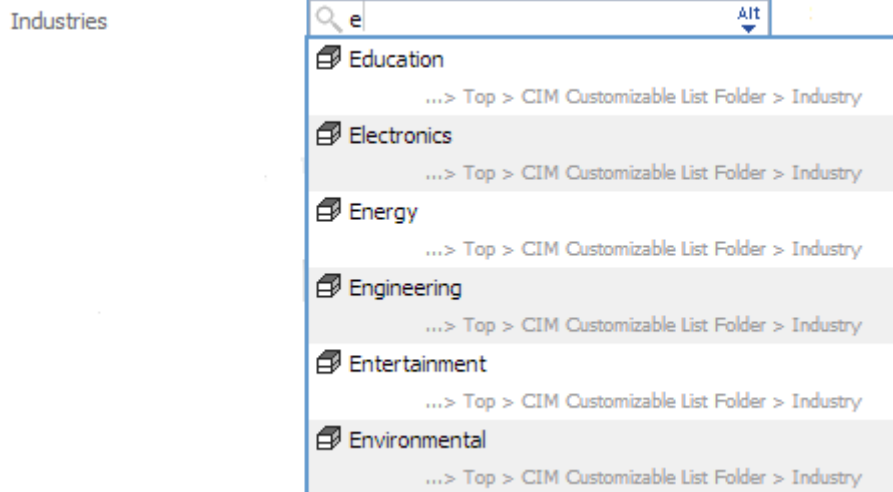 Industries
e
Alt
Education
...> Top > CIM Customizable List Folder > Industry
Electronics
...> Top > CIM Customizable List Folder > Industry
Energy
...> Top > CIM Customizable List Folder > Industry
Engineering
...> Top > CIM Customizable List Folder > Industry
Entertainment
...> Top > CIM Customizable List Folder > Industry
Environmental
...> Top > CIM Customizable List Folder > Industry